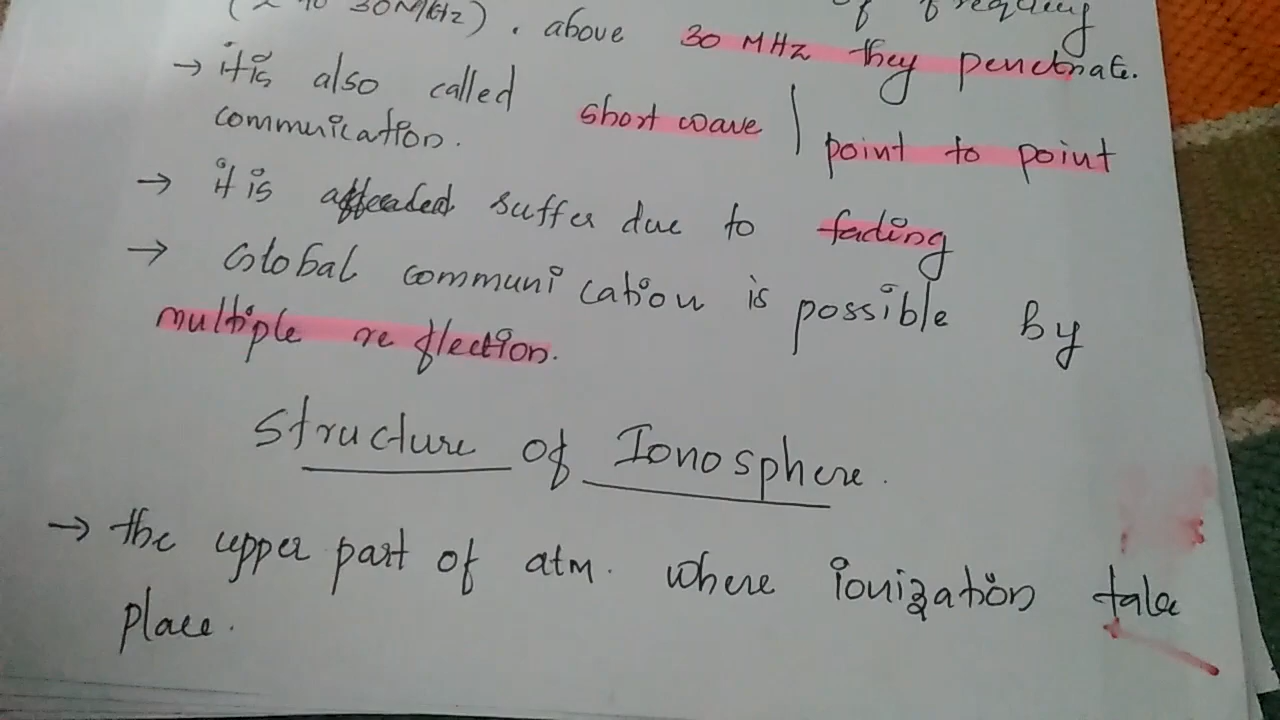 (2 to 30MHz). above 30 MHz they penetrate.
→ it is also called short wave | point to point
communication.
→ it is suffer due to fading
→ Global communication is possible by
multiple reflection.
Structure of Ionosphere.
→ the upper part of atm. where ionization take
place.